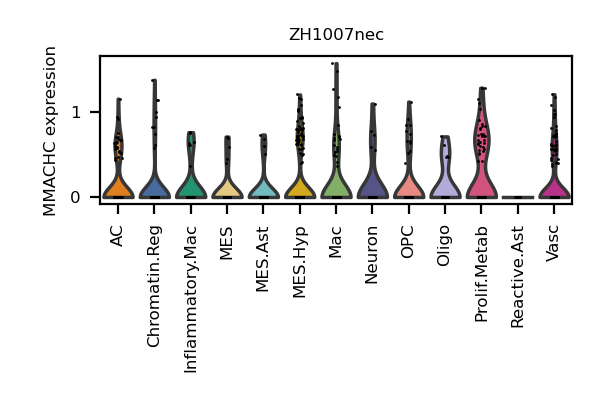 ZH1007nec
MMACHC expression
1
0
AC
Chromatin.Reg
Inflammatory.Mac
MES
MES.Ast
MES.Hyp
Mac
Neuron
OPC
Oligo
Prolif.Metab
Reactive.Ast
Vasc